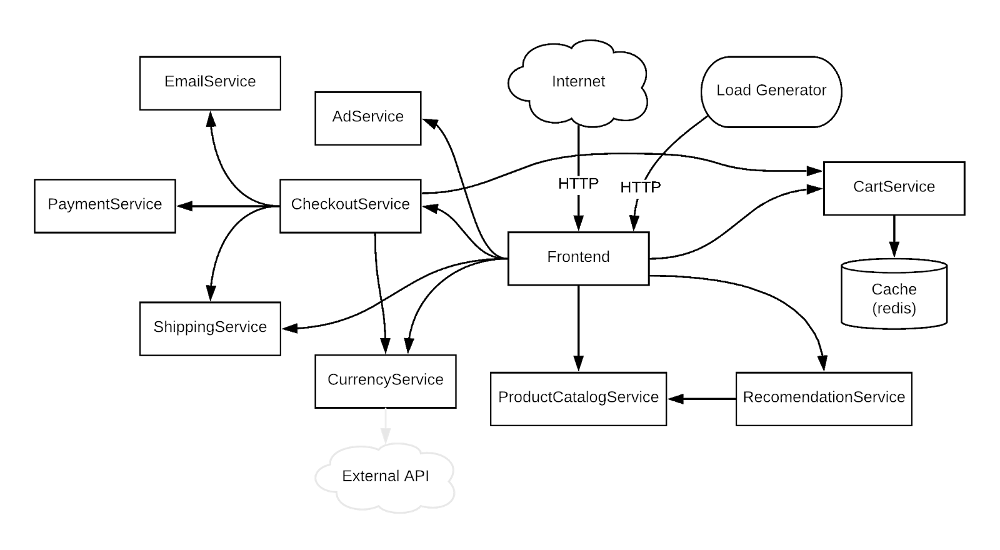 Internet
Load Generator
EmailService
AdService
HTTP
HTTP
CartService
PaymentService
CheckoutService
Frontend
Cache
(redis)
ShippingService
CurrencyService
ProductCatalogService
RecomendationService
External API